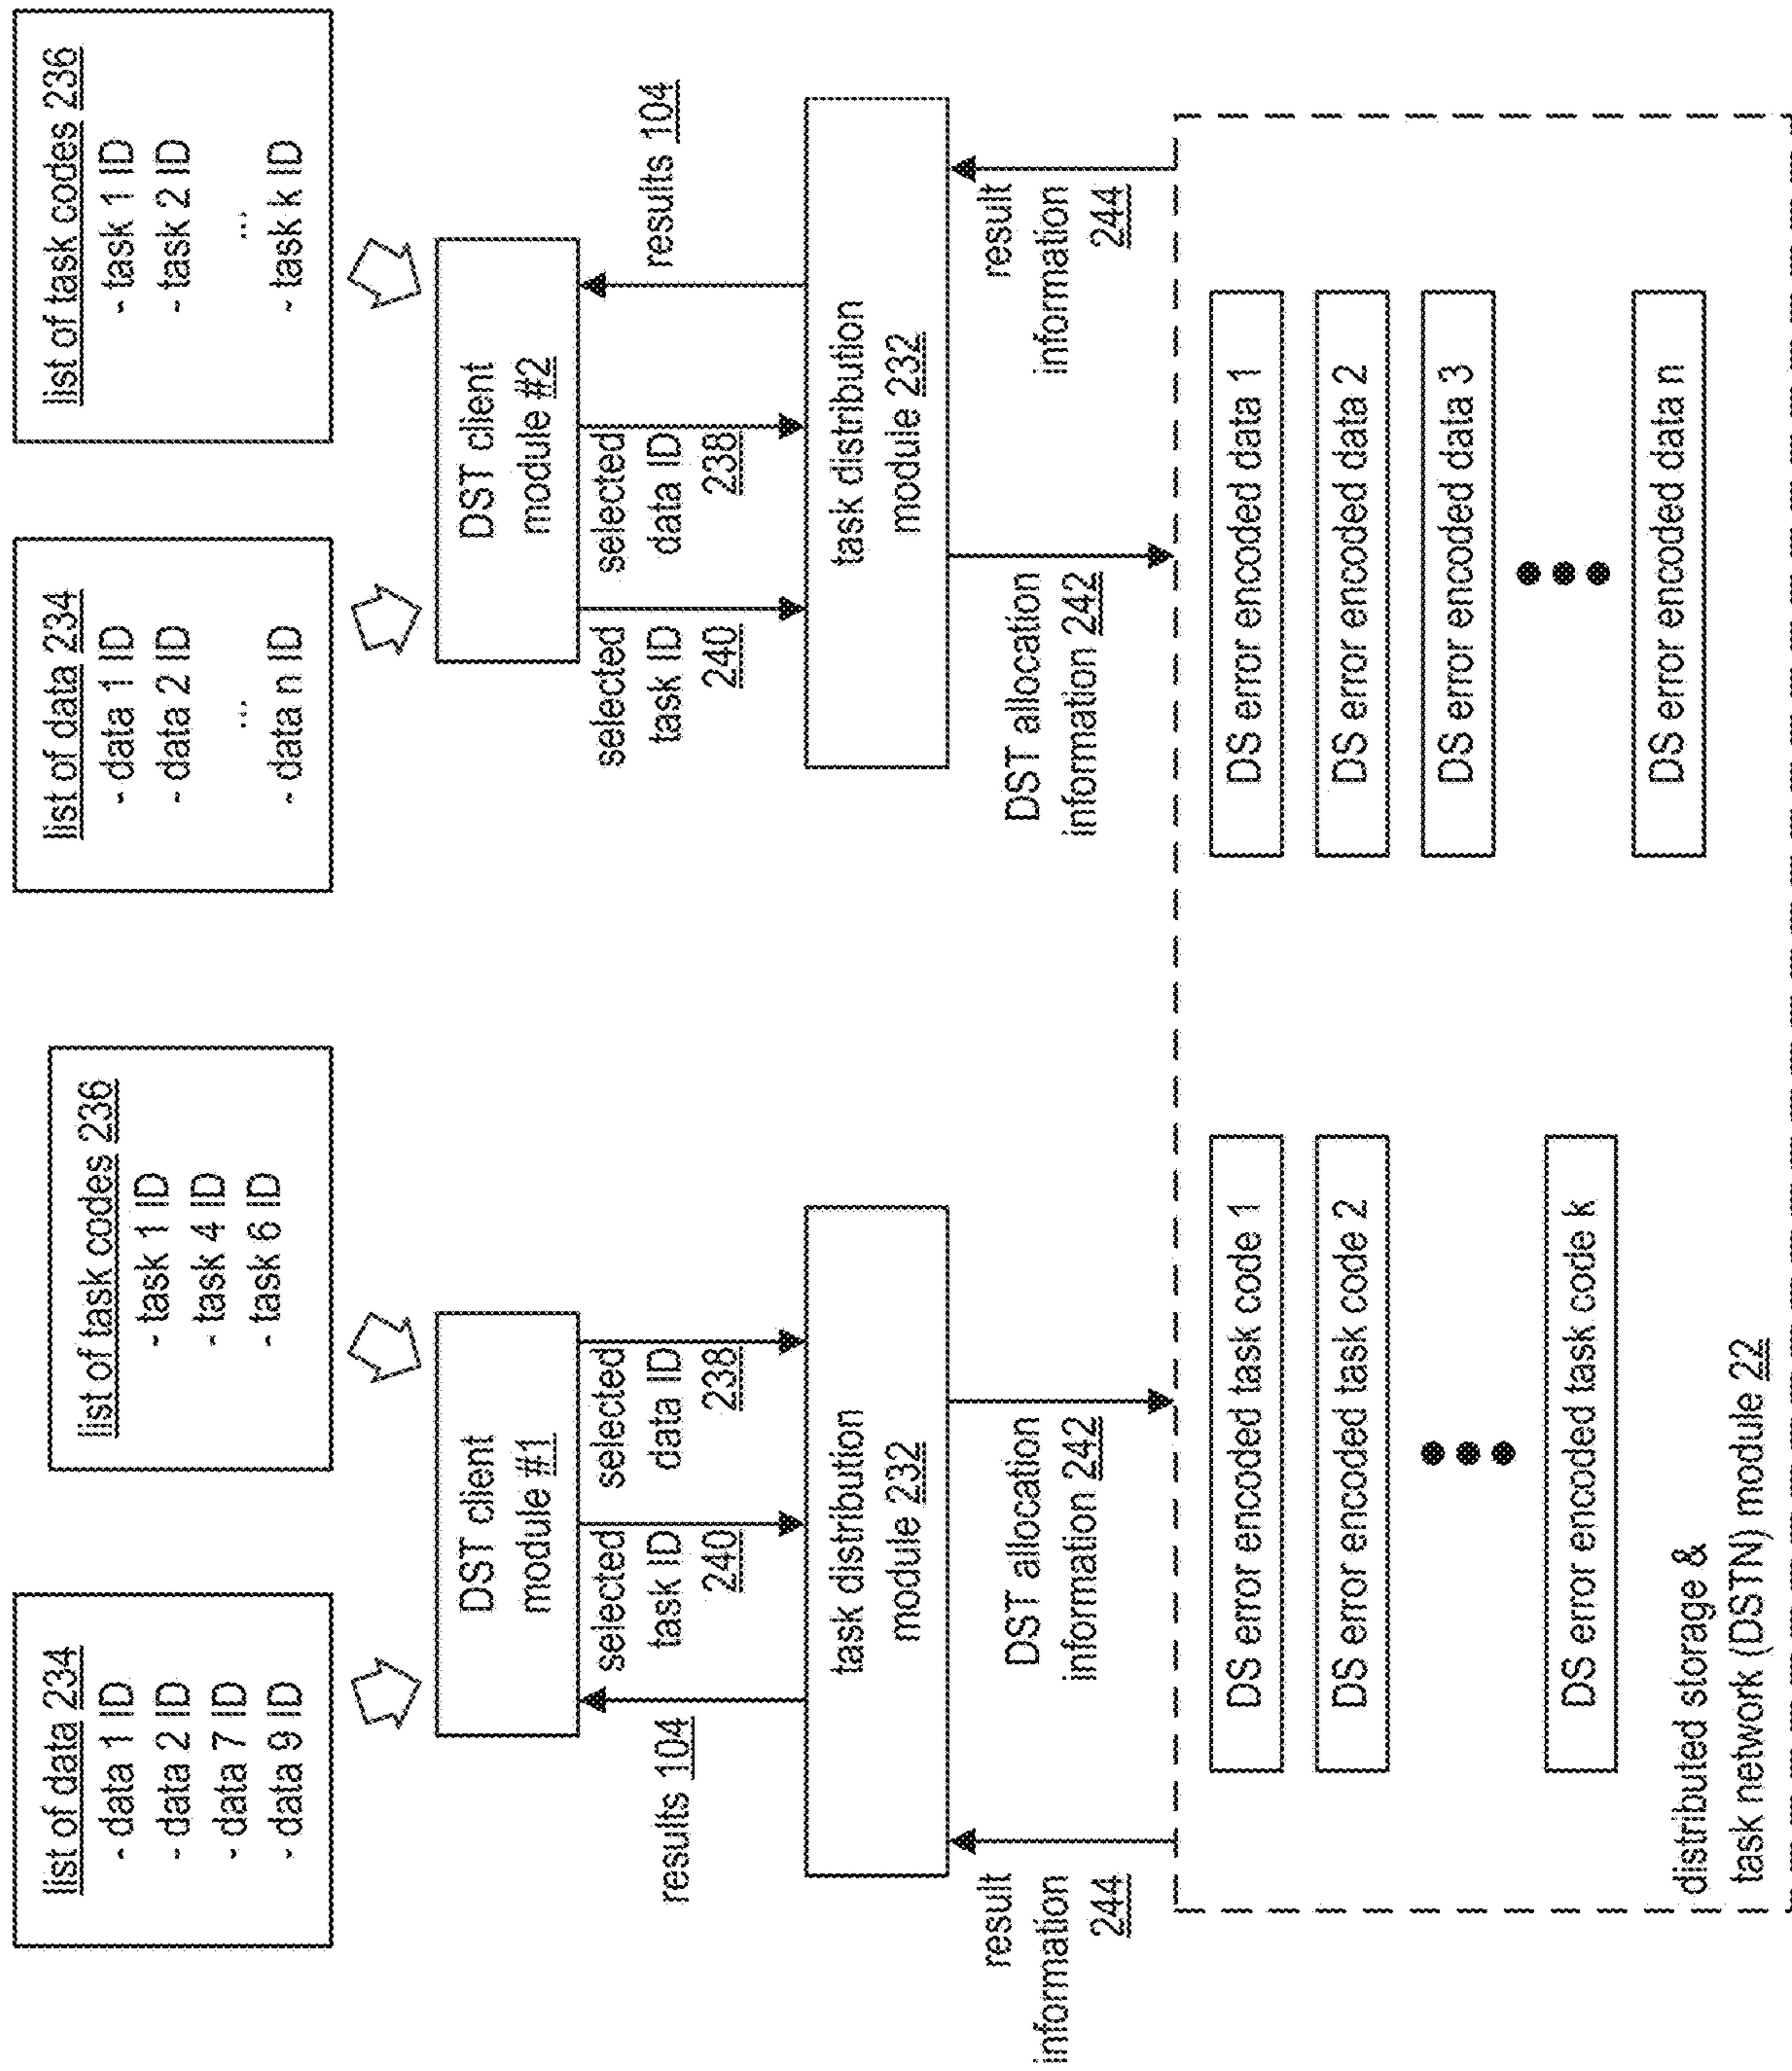 list of data 234
- data 1 ID
- data 2 ID
- data 7 ID
- data 9 ID
list of task codes 236
- task 1 ID
- task 4 ID
- task 6 ID
list of data 234
- data 1 ID
- data 2 ID
...
- data n ID
list of task codes 236
- task 1 ID
- task 2 ID
...
- task k ID
DST client
module #1
DST client
module #2
results 104
selected
task ID
240
selected
data ID
238
selected
task ID
240
selected
data ID
238
results 104
task distribution
module 232
task distribution
module 232
result
information
244
DST allocation
information 242
DST allocation
information 242
result
information
244
DS error encoded task code 1
DS error encoded task code 2
DS error encoded task code k
DS error encoded data 1
DS error encoded data 2
DS error encoded data 3
DS error encoded data n
distributed storage &
task network (DSTN) module 22